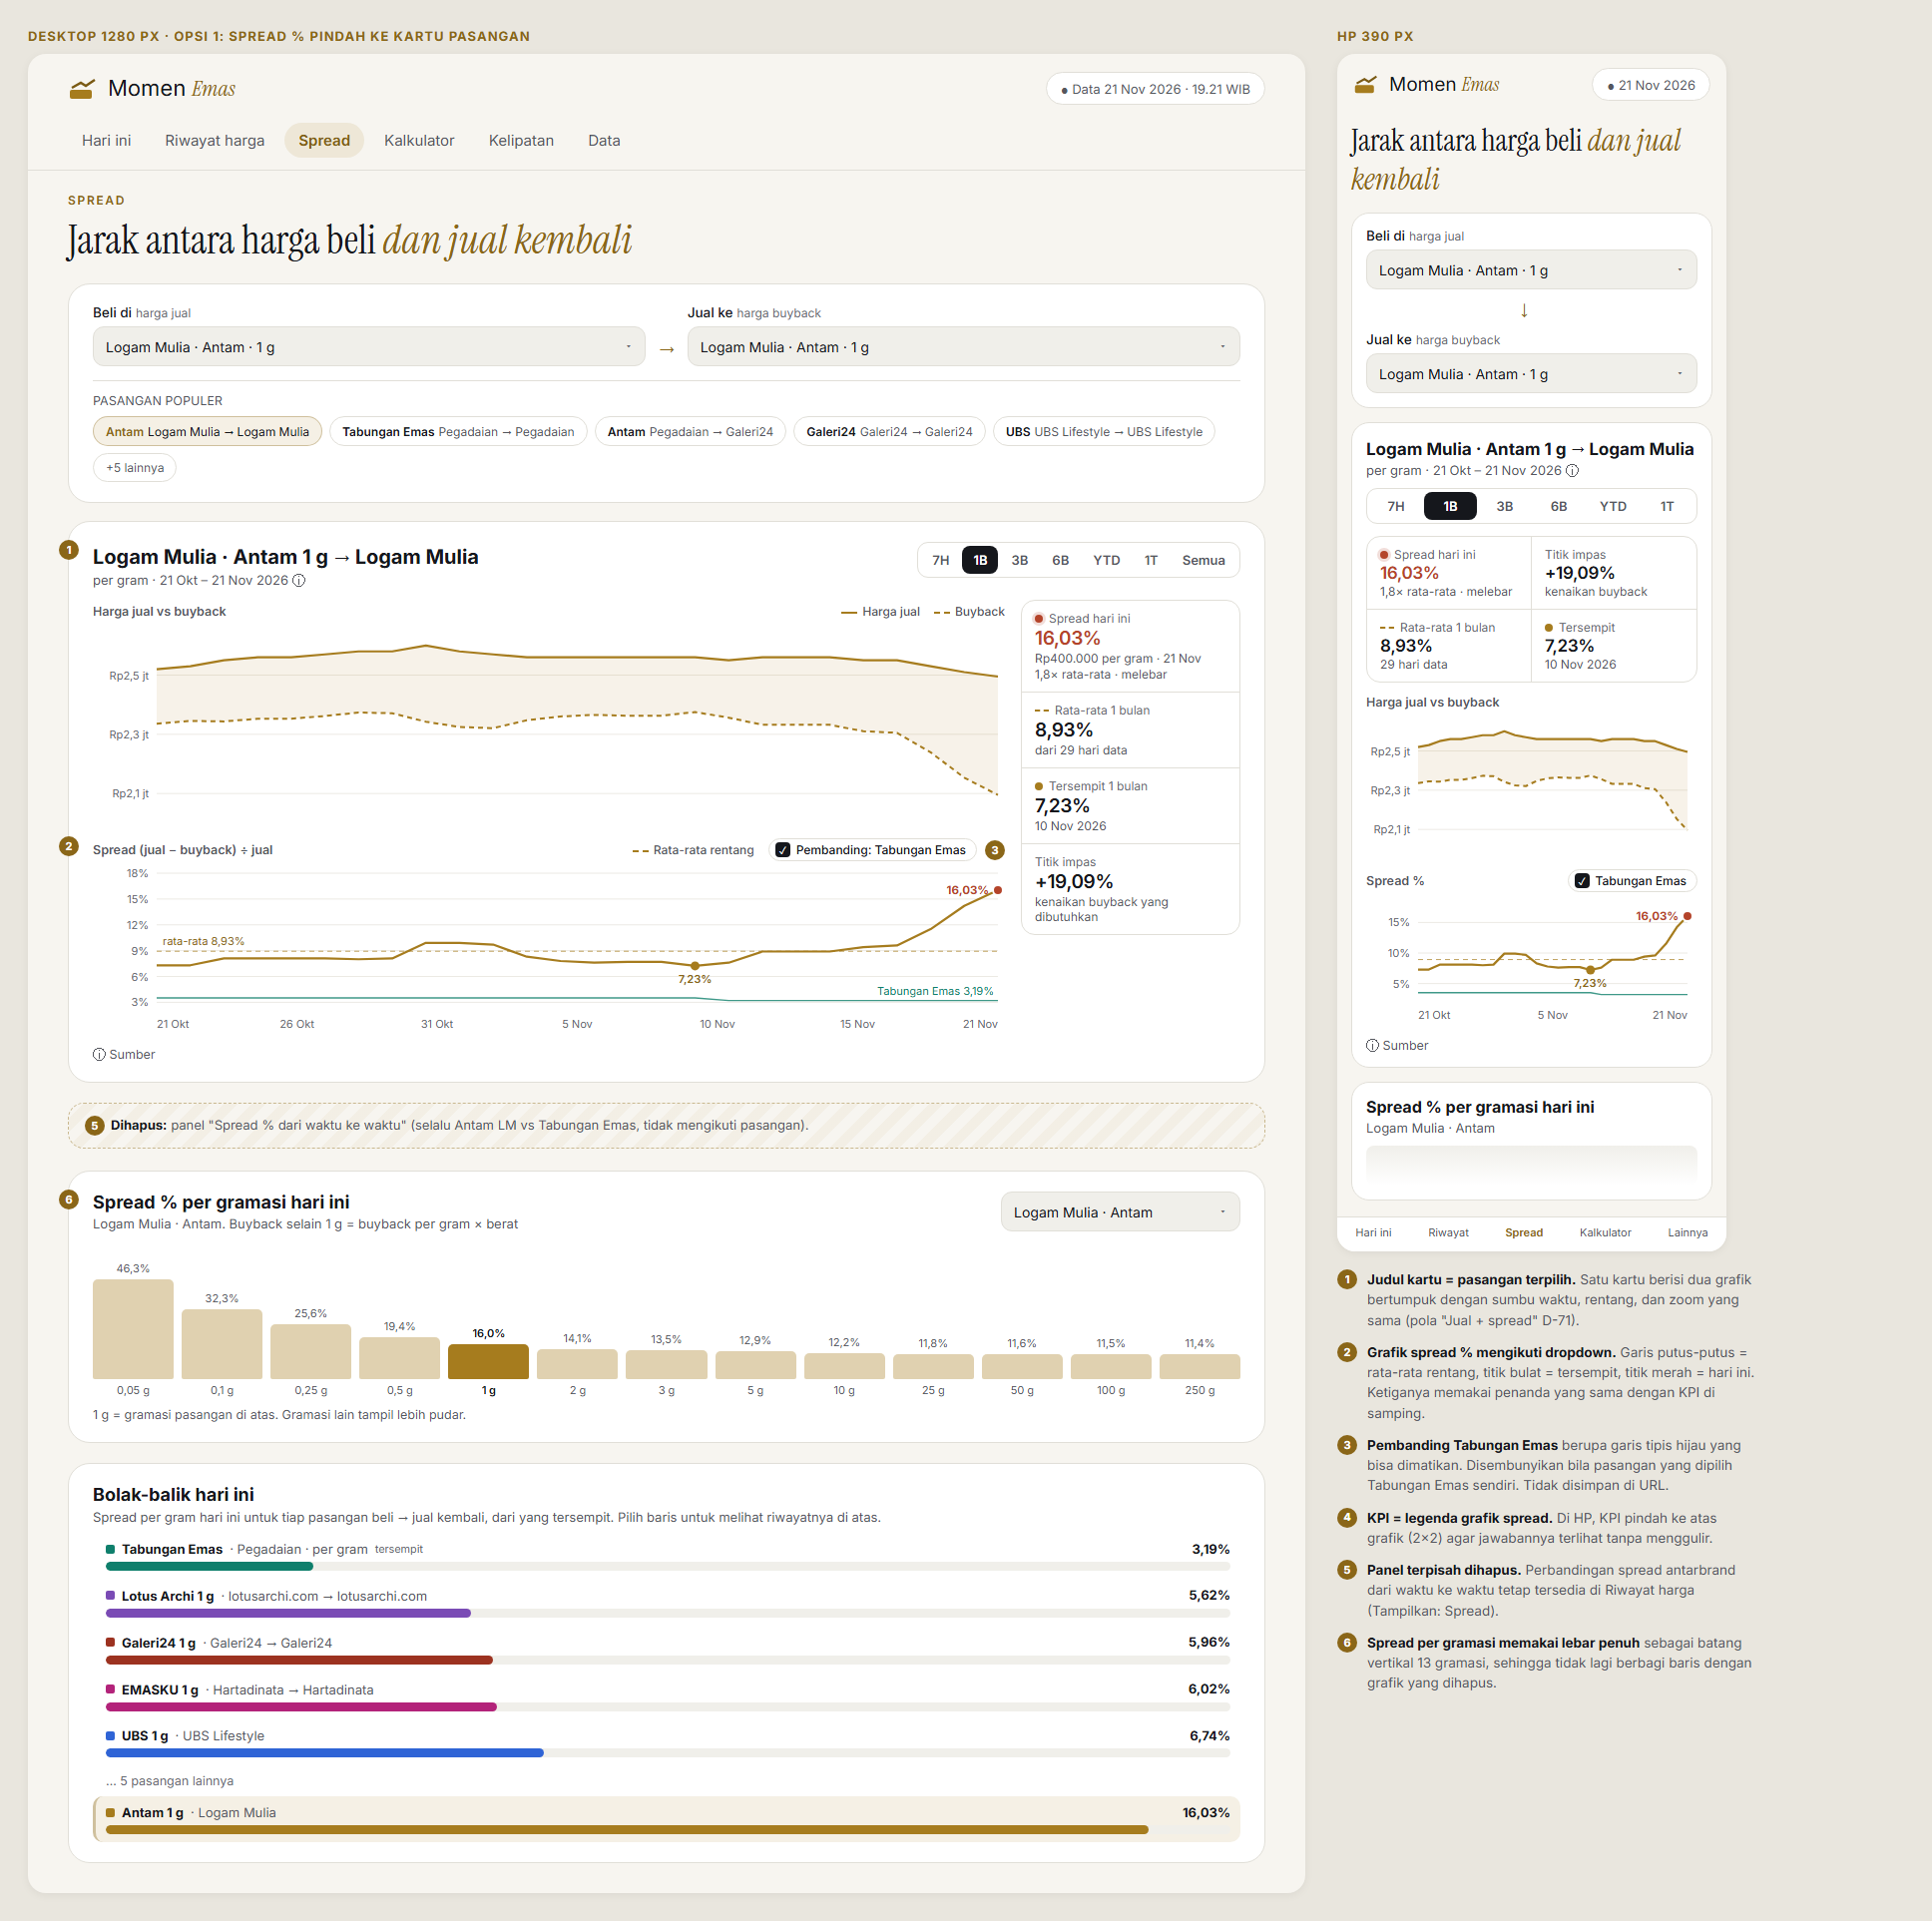 DESKTOP 1280 PX · OPSI 1: SPREAD % PINDAH KE KARTU PASANGAN
Momen Emas
● Data 21 Nov 2026 · 19.21 WIB
Hari ini Riwayat harga Spread Kalkulator Kelipatan Data
SPREAD
Jarak antara harga beli dan jual kembali
Beli di harga jual
Logam Mulia · Antam · 1 g
→
Jual ke harga buyback
Logam Mulia · Antam · 1 g
PASANGAN POPULER
Antam Logam Mulia → Logam Mulia
Tabungan Emas Pegadaian → Pegadaian
Antam Pegadaian → Galeri24
Galeri24 Galeri24 → Galeri24
UBS UBS Lifestyle → UBS Lifestyle
+5 lainnya
1
Logam Mulia · Antam 1 g → Logam Mulia
per gram · 21 Okt – 21 Nov 2026 ⓘ
7H 1B 3B 6B YTD 1T Semua
Harga jual vs buyback
Harga jual Buyback
Rp2,5 jt
Rp2,3 jt
Rp2,1 jt
Spread hari ini
16,03%
Rp400.000 per gram · 21 Nov
1,8× rata-rata · melebar
Rata-rata 1 bulan
8,93%
dari 29 hari data
Tersempit 1 bulan
7,23%
10 Nov 2026
Titik impas
+19,09%
kenaikan buyback yang
dibutuhkan
2
Spread (jual − buyback) ÷ jual
Rata-rata rentang
✓ Pembanding: Tabungan Emas
3
18%
15%
12%
9%
6%
3%
16,03%
rata-rata 8,93%
7,23%
Tabungan Emas 3,19%
21 Okt 26 Okt 31 Okt 5 Nov 10 Nov 15 Nov 21 Nov
ⓘ Sumber
5 Dihapus: panel "Spread % dari waktu ke waktu" (selalu Antam LM vs Tabungan Emas, tidak mengikuti pasangan).
6
Spread % per gramasi hari ini
Logam Mulia · Antam. Buyback selain 1 g = buyback per gram × berat
Logam Mulia · Antam
46,3% 32,3% 25,6% 19,4% 16,0% 14,1% 13,5% 12,9% 12,2% 11,8% 11,6% 11,5% 11,4%
0,05 g 0,1 g 0,25 g 0,5 g 1 g 2 g 3 g 5 g 10 g 25 g 50 g 100 g 250 g
1 g = gramasi pasangan di atas. Gramasi lain tampil lebih pudar.
Bolak-balik hari ini
Spread per gram hari ini untuk tiap pasangan beli → jual kembali, dari yang tersempit. Pilih baris untuk melihat riwayatnya di atas.
Tabungan Emas · Pegadaian · per gram tersempit 3,19%
Lotus Archi 1 g · lotusarchi.com → lotusarchi.com 5,62%
Galeri24 1 g · Galeri24 → Galeri24 5,96%
EMASKU 1 g · Hartadinata → Hartadinata 6,02%
UBS 1 g · UBS Lifestyle 6,74%
... 5 pasangan lainnya
Antam 1 g · Logam Mulia 16,03%
HP 390 PX
Momen Emas
● 21 Nov 2026
Jarak antara harga beli dan jual
kembali
Beli di harga jual
Logam Mulia · Antam · 1 g
↓
Jual ke harga buyback
Logam Mulia · Antam · 1 g
Logam Mulia · Antam 1 g → Logam Mulia
per gram · 21 Okt – 21 Nov 2026 ⓘ
7H 1B 3B 6B YTD 1T
Spread hari ini
16,03%
1,8× rata-rata · melebar
Titik impas
+19,09%
kenaikan buyback
Rata-rata 1 bulan
8,93%
29 hari data
Tersempit
7,23%
10 Nov 2026
Harga jual vs buyback
Rp2,5 jt
Rp2,3 jt
Rp2,1 jt
Spread %
✓ Tabungan Emas
15%
10%
5%
16,03%
7,23%
21 Okt 5 Nov 21 Nov
ⓘ Sumber
Spread % per gramasi hari ini
Logam Mulia · Antam
Hari ini Riwayat Spread Kalkulator Lainnya
1 Judul kartu = pasangan terpilih. Satu kartu berisi dua grafik
bertumpuk dengan sumbu waktu, rentang, dan zoom yang
sama (pola "Jual + spread" D-71).
2 Grafik spread % mengikuti dropdown. Garis putus-putus =
rata-rata rentang, titik bulat = tersempit, titik merah = hari ini.
Ketiganya memakai penanda yang sama dengan KPI di
samping.
3 Pembanding Tabungan Emas berupa garis tipis hijau yang
bisa dimatikan. Disembunyikan bila pasangan yang dipilih
Tabungan Emas sendiri. Tidak disimpan di URL.
4 KPI = legenda grafik spread. Di HP, KPI pindah ke atas
grafik (2×2) agar jawabannya terlihat tanpa menggulir.
5 Panel terpisah dihapus. Perbandingan spread antarbrand
dari waktu ke waktu tetap tersedia di Riwayat harga
(Tampilkan: Spread).
6 Spread per gramasi memakai lebar penuh sebagai batang
vertikal 13 gramasi, sehingga tidak lagi berbagi baris dengan
grafik yang dihapus.